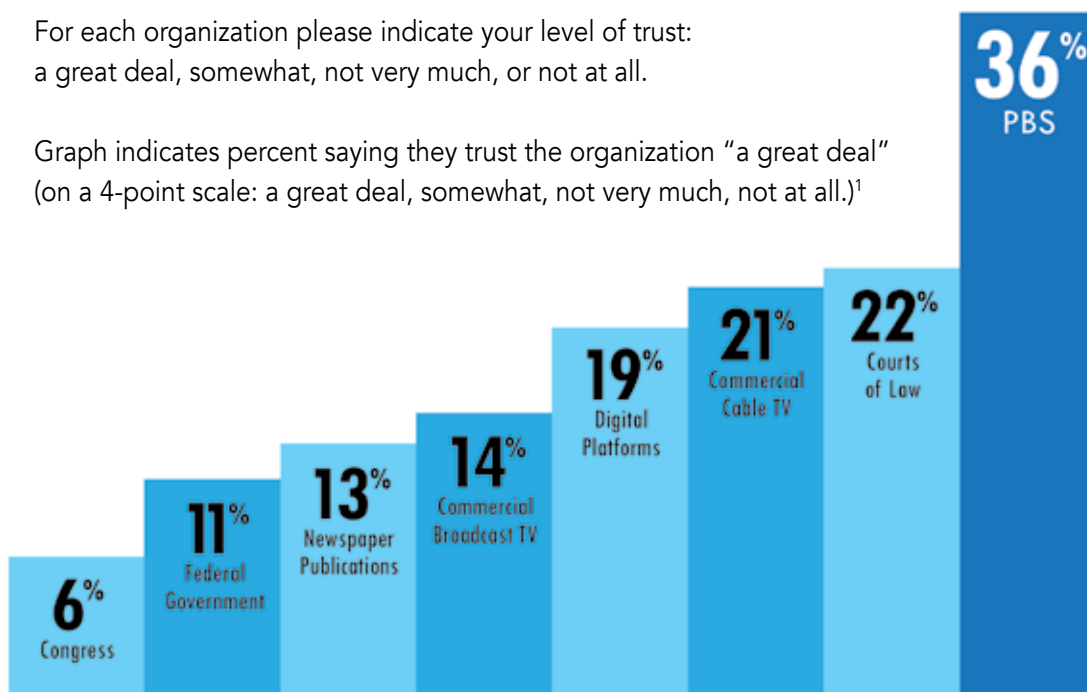 For each organization please indicate your level of trust:
a great deal, somewhat, not very much, or not at all.
Graph indicates percent saying they trust the organization “a great deal”
(on a 4-point scale: a great deal, somewhat, not very much, not at all.)¹
6%
Congress
11%
Federal
Government
13%
Newspaper
Publications
14%
Commercial
Broadcast TV
19%
Digital
Platforms
21%
Commercial
Cable TV
22%
Courts
of Law
36%
PBS